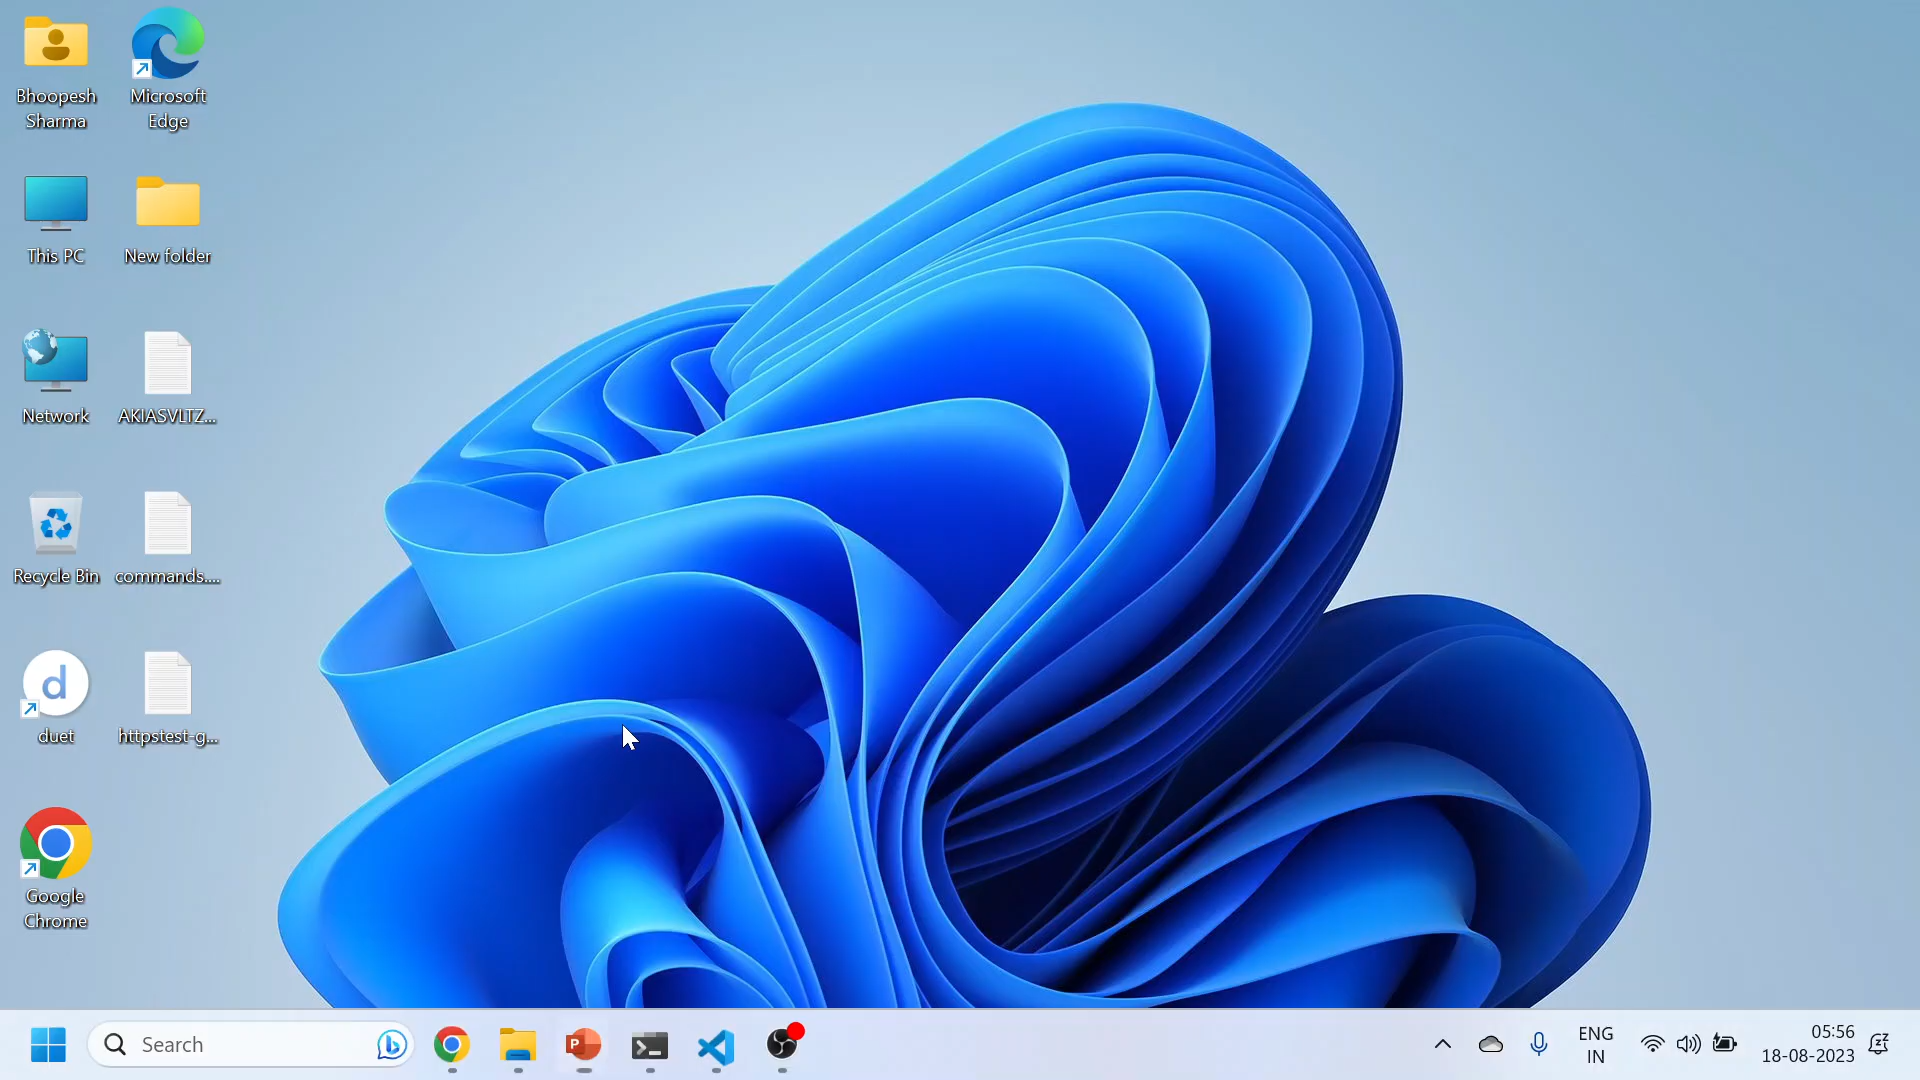 Bhoopesh
Sharma
Microsoft
Edge
This PC
New folder
Network
AKIASVLTZ...
Recycle Bin
commands....
d
duet
httpstest-g...
Google
Chrome
Search
P
ENG
IN
05:56
18-08-2023